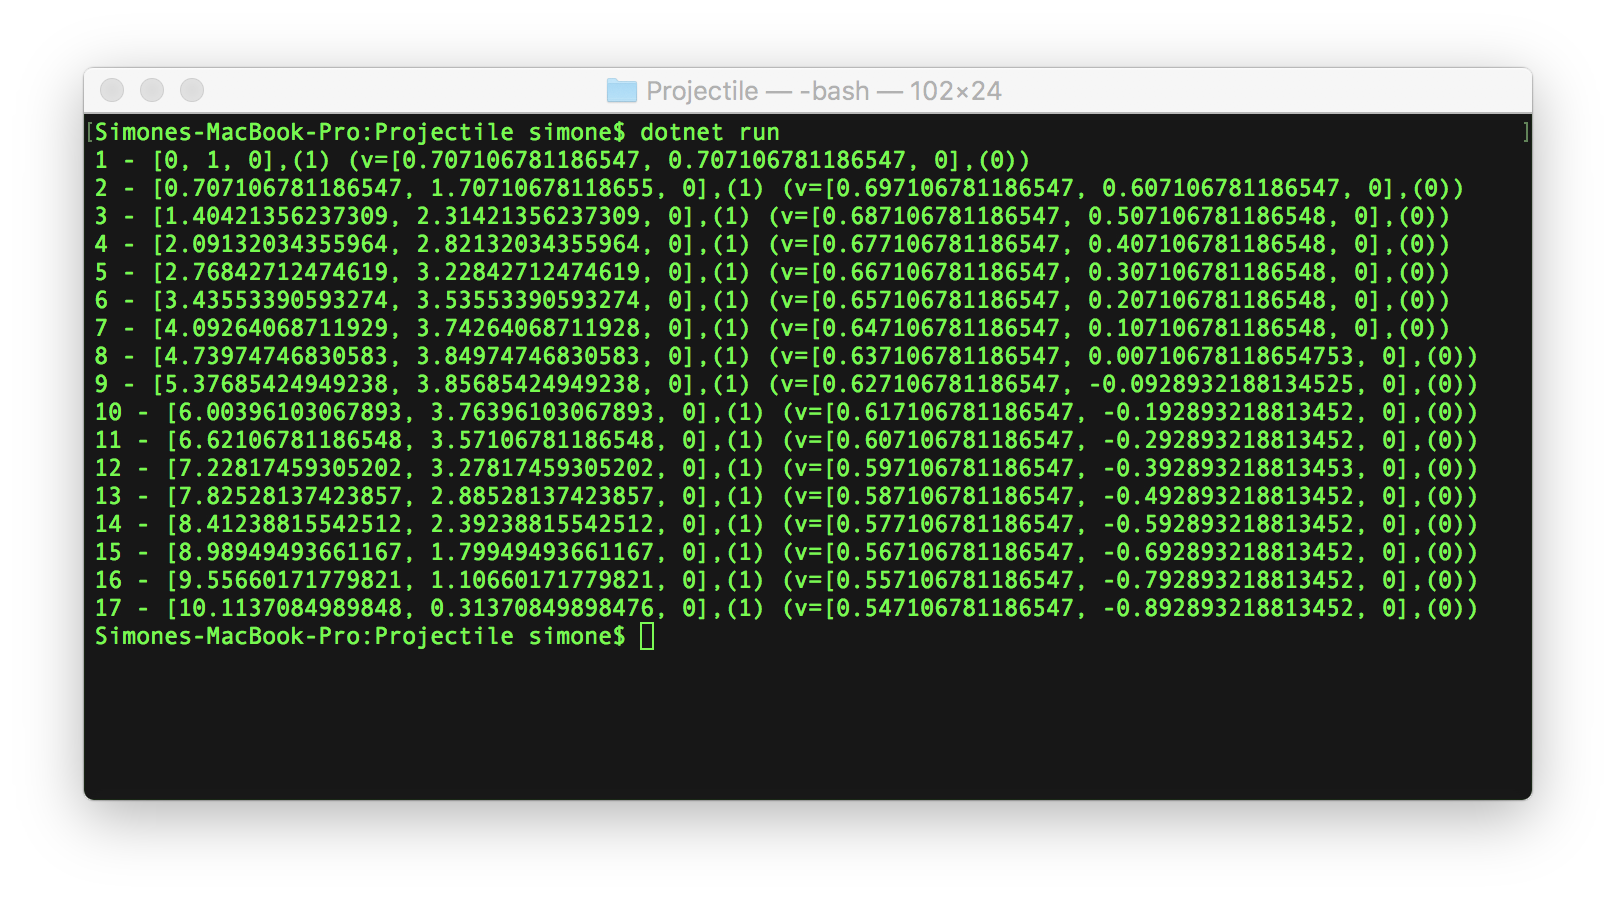 Projectile — -bash — 102×24
[Simones-MacBook-Pro:Projectile simone$ dotnet run ]
1 - [0, 1, 0],(1) (v=[0.707106781186547, 0.707106781186547, 0],(0))
2 - [0.707106781186547, 1.70710678118655, 0],(1) (v=[0.697106781186547, 0.607106781186547, 0],(0))
3 - [1.40421356237309, 2.31421356237309, 0],(1) (v=[0.687106781186547, 0.507106781186548, 0],(0))
4 - [2.09132034355964, 2.82132034355964, 0],(1) (v=[0.677106781186547, 0.407106781186548, 0],(0))
5 - [2.76842712474619, 3.22842712474619, 0],(1) (v=[0.667106781186547, 0.307106781186548, 0],(0))
6 - [3.43553390593274, 3.53553390593274, 0],(1) (v=[0.657106781186547, 0.207106781186548, 0],(0))
7 - [4.09264068711929, 3.74264068711928, 0],(1) (v=[0.647106781186547, 0.107106781186548, 0],(0))
8 - [4.73974746830583, 3.84974746830583, 0],(1) (v=[0.637106781186547, 0.00710678118654753, 0],(0))
9 - [5.37685424949238, 3.85685424949238, 0],(1) (v=[0.627106781186547, -0.0928932188134525, 0],(0))
10 - [6.00396103067893, 3.76396103067893, 0],(1) (v=[0.617106781186547, -0.192893218813452, 0],(0))
11 - [6.62106781186548, 3.57106781186548, 0],(1) (v=[0.607106781186547, -0.292893218813452, 0],(0))
12 - [7.22817459305202, 3.27817459305202, 0],(1) (v=[0.597106781186547, -0.392893218813453, 0],(0))
13 - [7.82528137423857, 2.88528137423857, 0],(1) (v=[0.587106781186547, -0.492893218813452, 0],(0))
14 - [8.41238815542512, 2.39238815542512, 0],(1) (v=[0.577106781186547, -0.592893218813452, 0],(0))
15 - [8.98949493661167, 1.79949493661167, 0],(1) (v=[0.567106781186547, -0.692893218813452, 0],(0))
16 - [9.55660171779821, 1.10660171779821, 0],(1) (v=[0.557106781186547, -0.792893218813452, 0],(0))
17 - [10.1137084989848, 0.31370849898476, 0],(1) (v=[0.547106781186547, -0.892893218813452, 0],(0))
Simones-MacBook-Pro:Projectile simone$